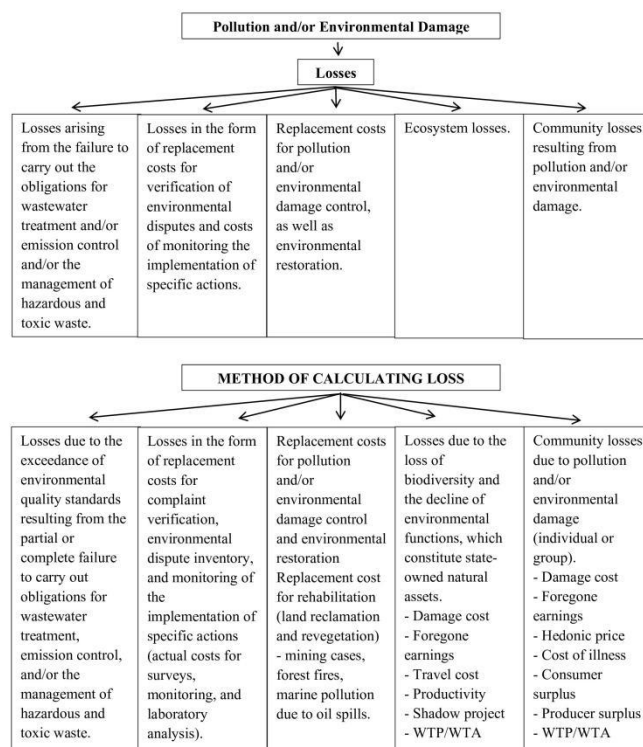 Pollution and/or Environmental Damage
Losses
Losses arising
from the failure to
carry out the
obligations for
wastewater
treatment and/or
emission control
and/or the
management of
hazardous and
toxic waste.
Losses in the form
of replacement
costs for
verification of
environmental
disputes and costs
of monitoring the
implementation of
specific actions.
Replacement costs
for pollution
and/or
environmental
damage control,
as well as
environmental
restoration.
Ecosystem losses.
Community losses
resulting from
pollution and/or
environmental
damage.
METHOD OF CALCULATING LOSS
Losses due to the
exceedance of
environmental
quality standards
resulting from the
partial or
complete failure
to carry out
obligations for
wastewater
treatment,
emission control,
and/or the
management of
hazardous and
toxic waste.
Losses in the form
of replacement
costs for
complaint
verification,
environmental
dispute inventory,
and monitoring of
the
implementation of
specific actions
(actual costs for
surveys,
monitoring, and
laboratory
analysis).
Replacement costs
for pollution
and/or
environmental
damage control
and environmental
restoration
Replacement cost
for rehabilitation
(land reclamation
and revegetation)
- mining cases,
forest fires,
marine pollution
due to oil spills.
Losses due to the
loss of
biodiversity and
the decline of
environmental
functions, which
constitute state-
owned natural
assets.
- Damage cost
- Foregone
earnings
- Travel cost
- Productivity
- Shadow project
- WTP/WTA
Community losses
due to pollution
and/or
environmental
damage
(individual or
group).
- Damage cost
- Foregone
earnings
- Hedonic price
- Cost of illness
- Consumer
surplus
- Producer surplus
- WTP/WTA